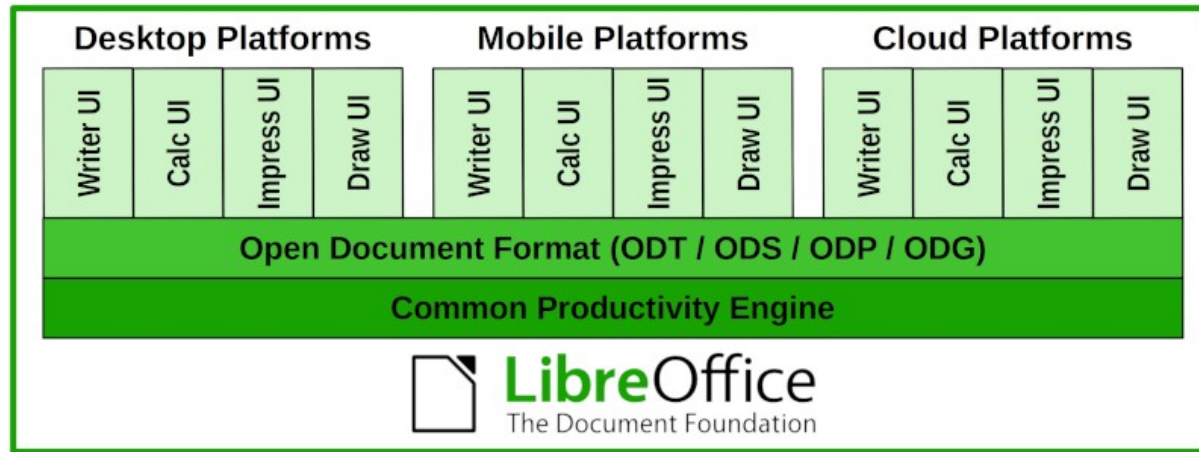 Desktop Platforms
Writer UI
Calc UI
Impress UI
Draw UI
Mobile Platforms
Writer UI
Calc UI
Impress UI
Draw UI
Cloud Platforms
Writer UI
Calc UI
Impress UI
Draw UI
Open Document Format (ODT / ODS / ODP / ODG)
Common Productivity Engine
LibreOffice
The Document Foundation